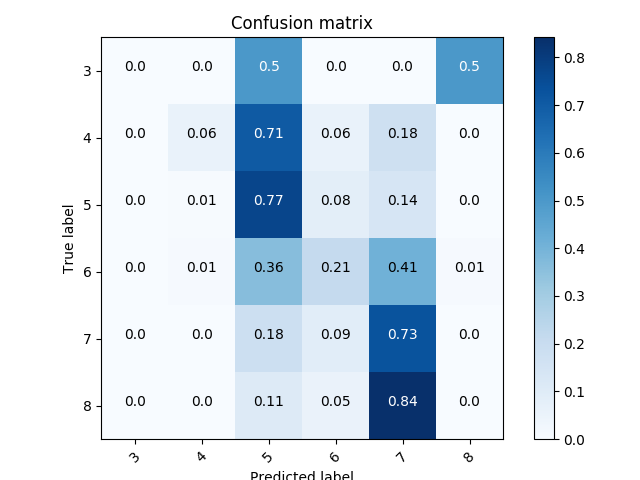 Confusion matrix
True label
3 0.0 0.0 0.5 0.0 0.0 0.5
4 0.0 0.06 0.71 0.06 0.18 0.0
5 0.0 0.01 0.77 0.08 0.14 0.0
6 0.0 0.01 0.36 0.21 0.41 0.01
7 0.0 0.0 0.18 0.09 0.73 0.0
8 0.0 0.0 0.11 0.05 0.84 0.0
3 4 5 6 7 8
Predicted label
0.8
0.7
0.6
0.5
0.4
0.3
0.2
0.1
0.0